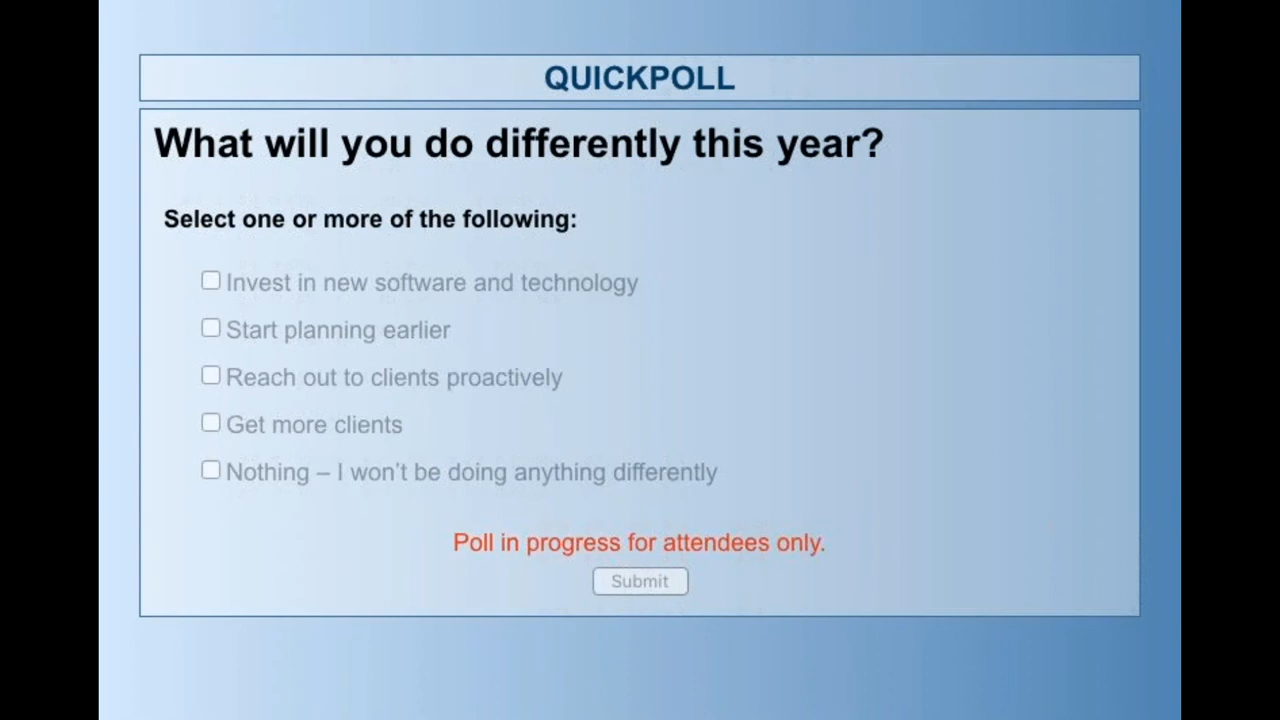 QUICKPOLL
What will you do differently this year?
Select one or more of the following:
Invest in new software and technology
Start planning earlier
Reach out to clients proactively
Get more clients
Nothing – I won't be doing anything differently
Poll in progress for attendees only.
Submit